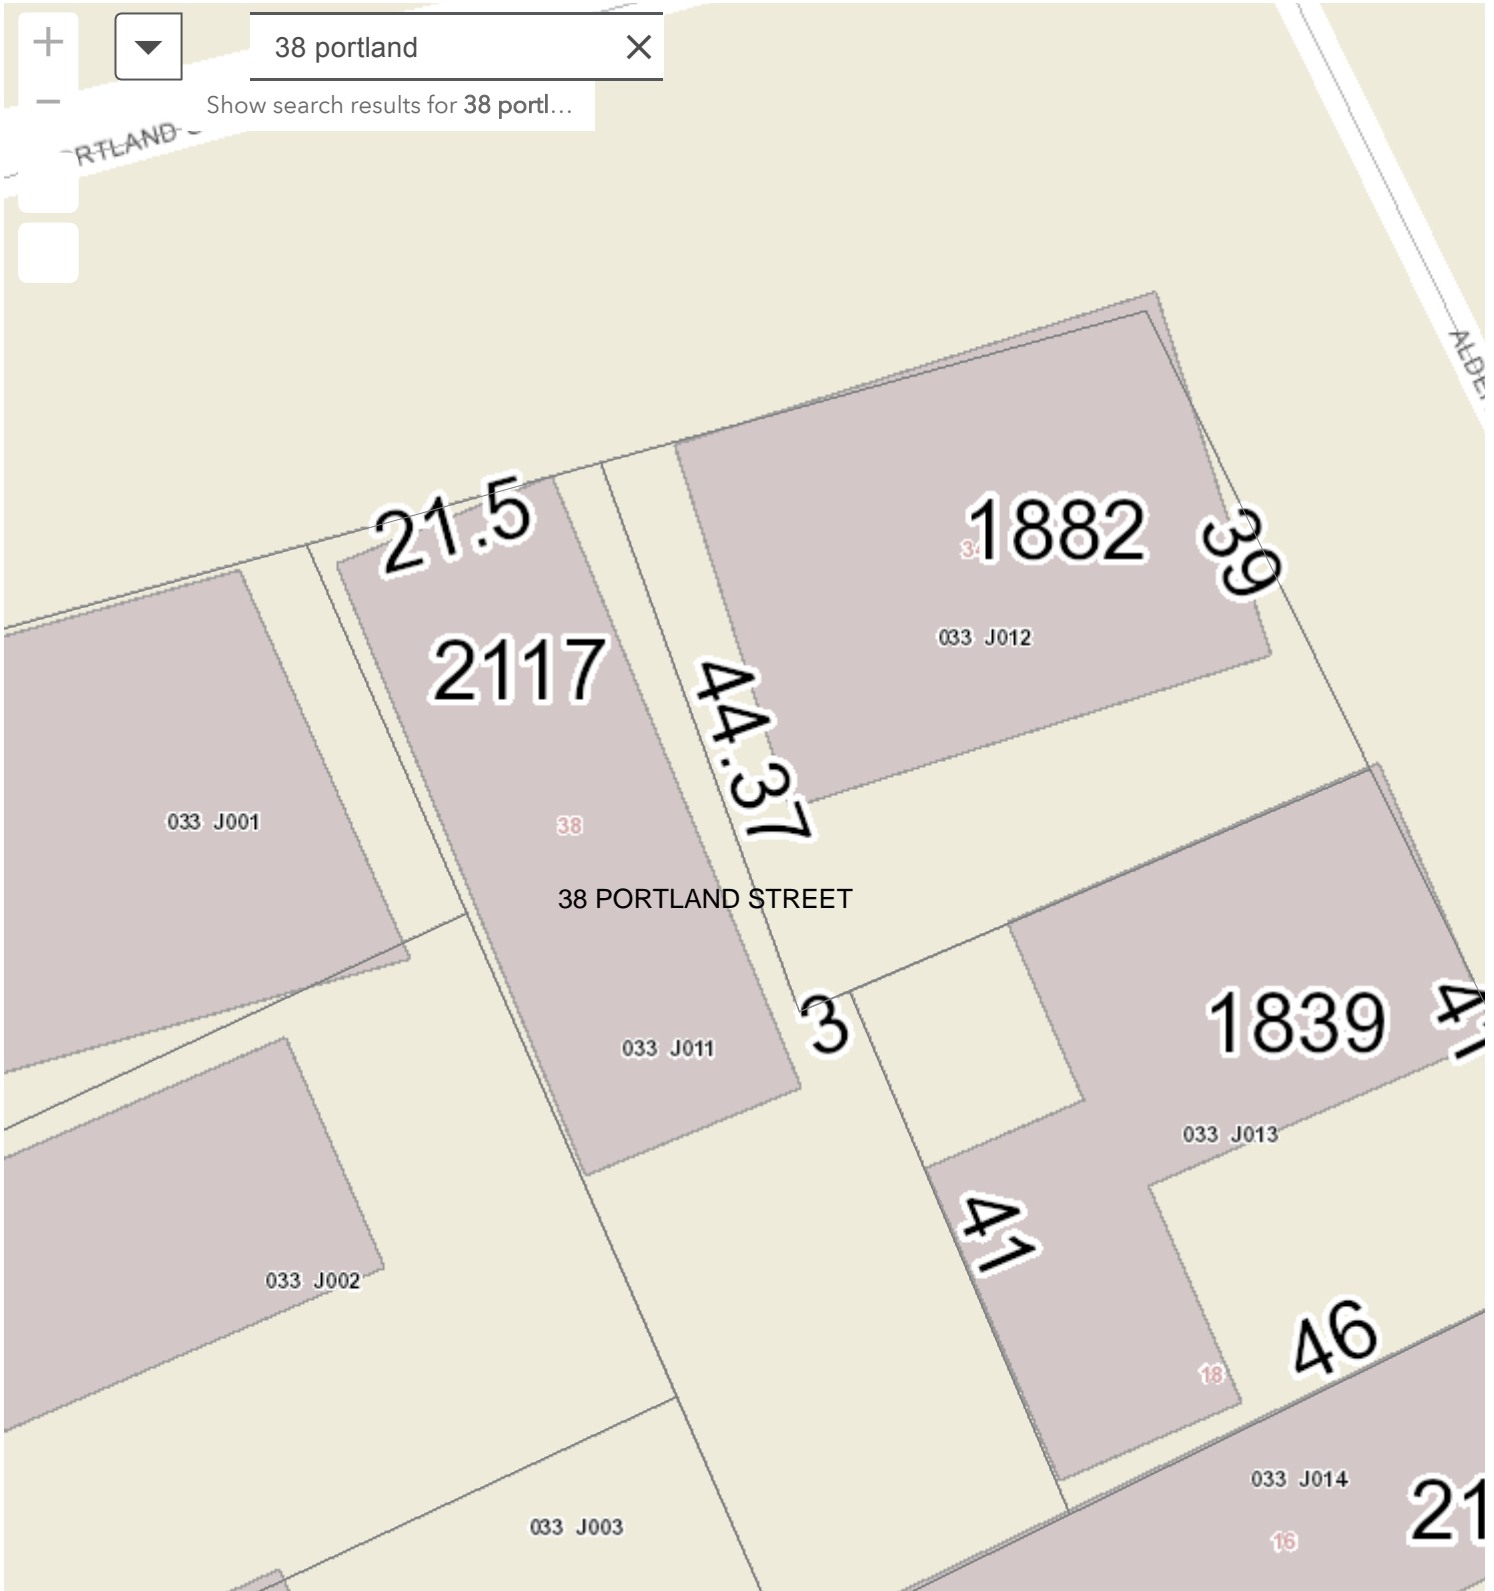 +
38 portland ×
−
Show search results for 38 portl...
RTLAND
21.5
1882
39
033 J012
2117
44.37
033 J001
38
38 PORTLAND STREET
3
1839
41
033 J011
033 J013
41
033 J002
46
18
033 J014
21
033 J003
16